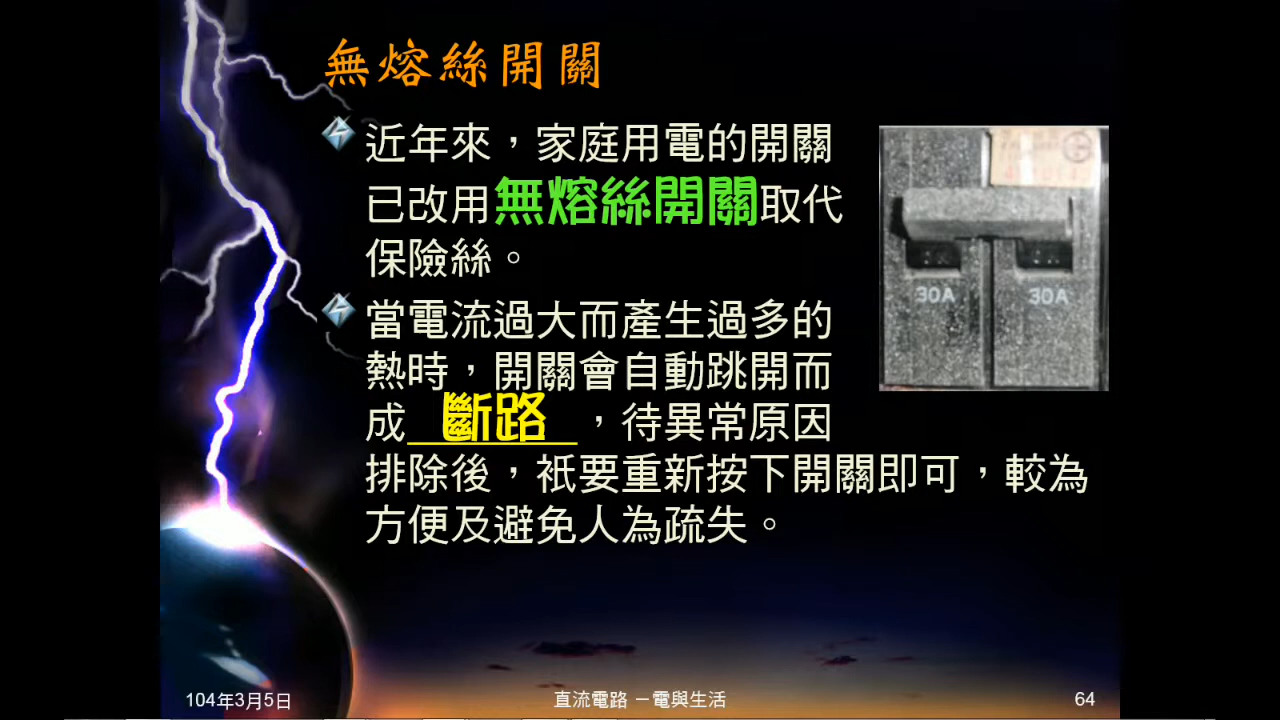 無熔絲開關
近年來，家庭用電的開關
已改用無熔絲開關取代
保險絲。
當電流過大而產生過多的
熱時，開關會自動跳開而
成 斷路 ，待異常原因
排除後，祇要重新按下開關即可，較為
方便及避免人為疏失。
30A 30A
104年3月5日 直流電路 －電與生活 64